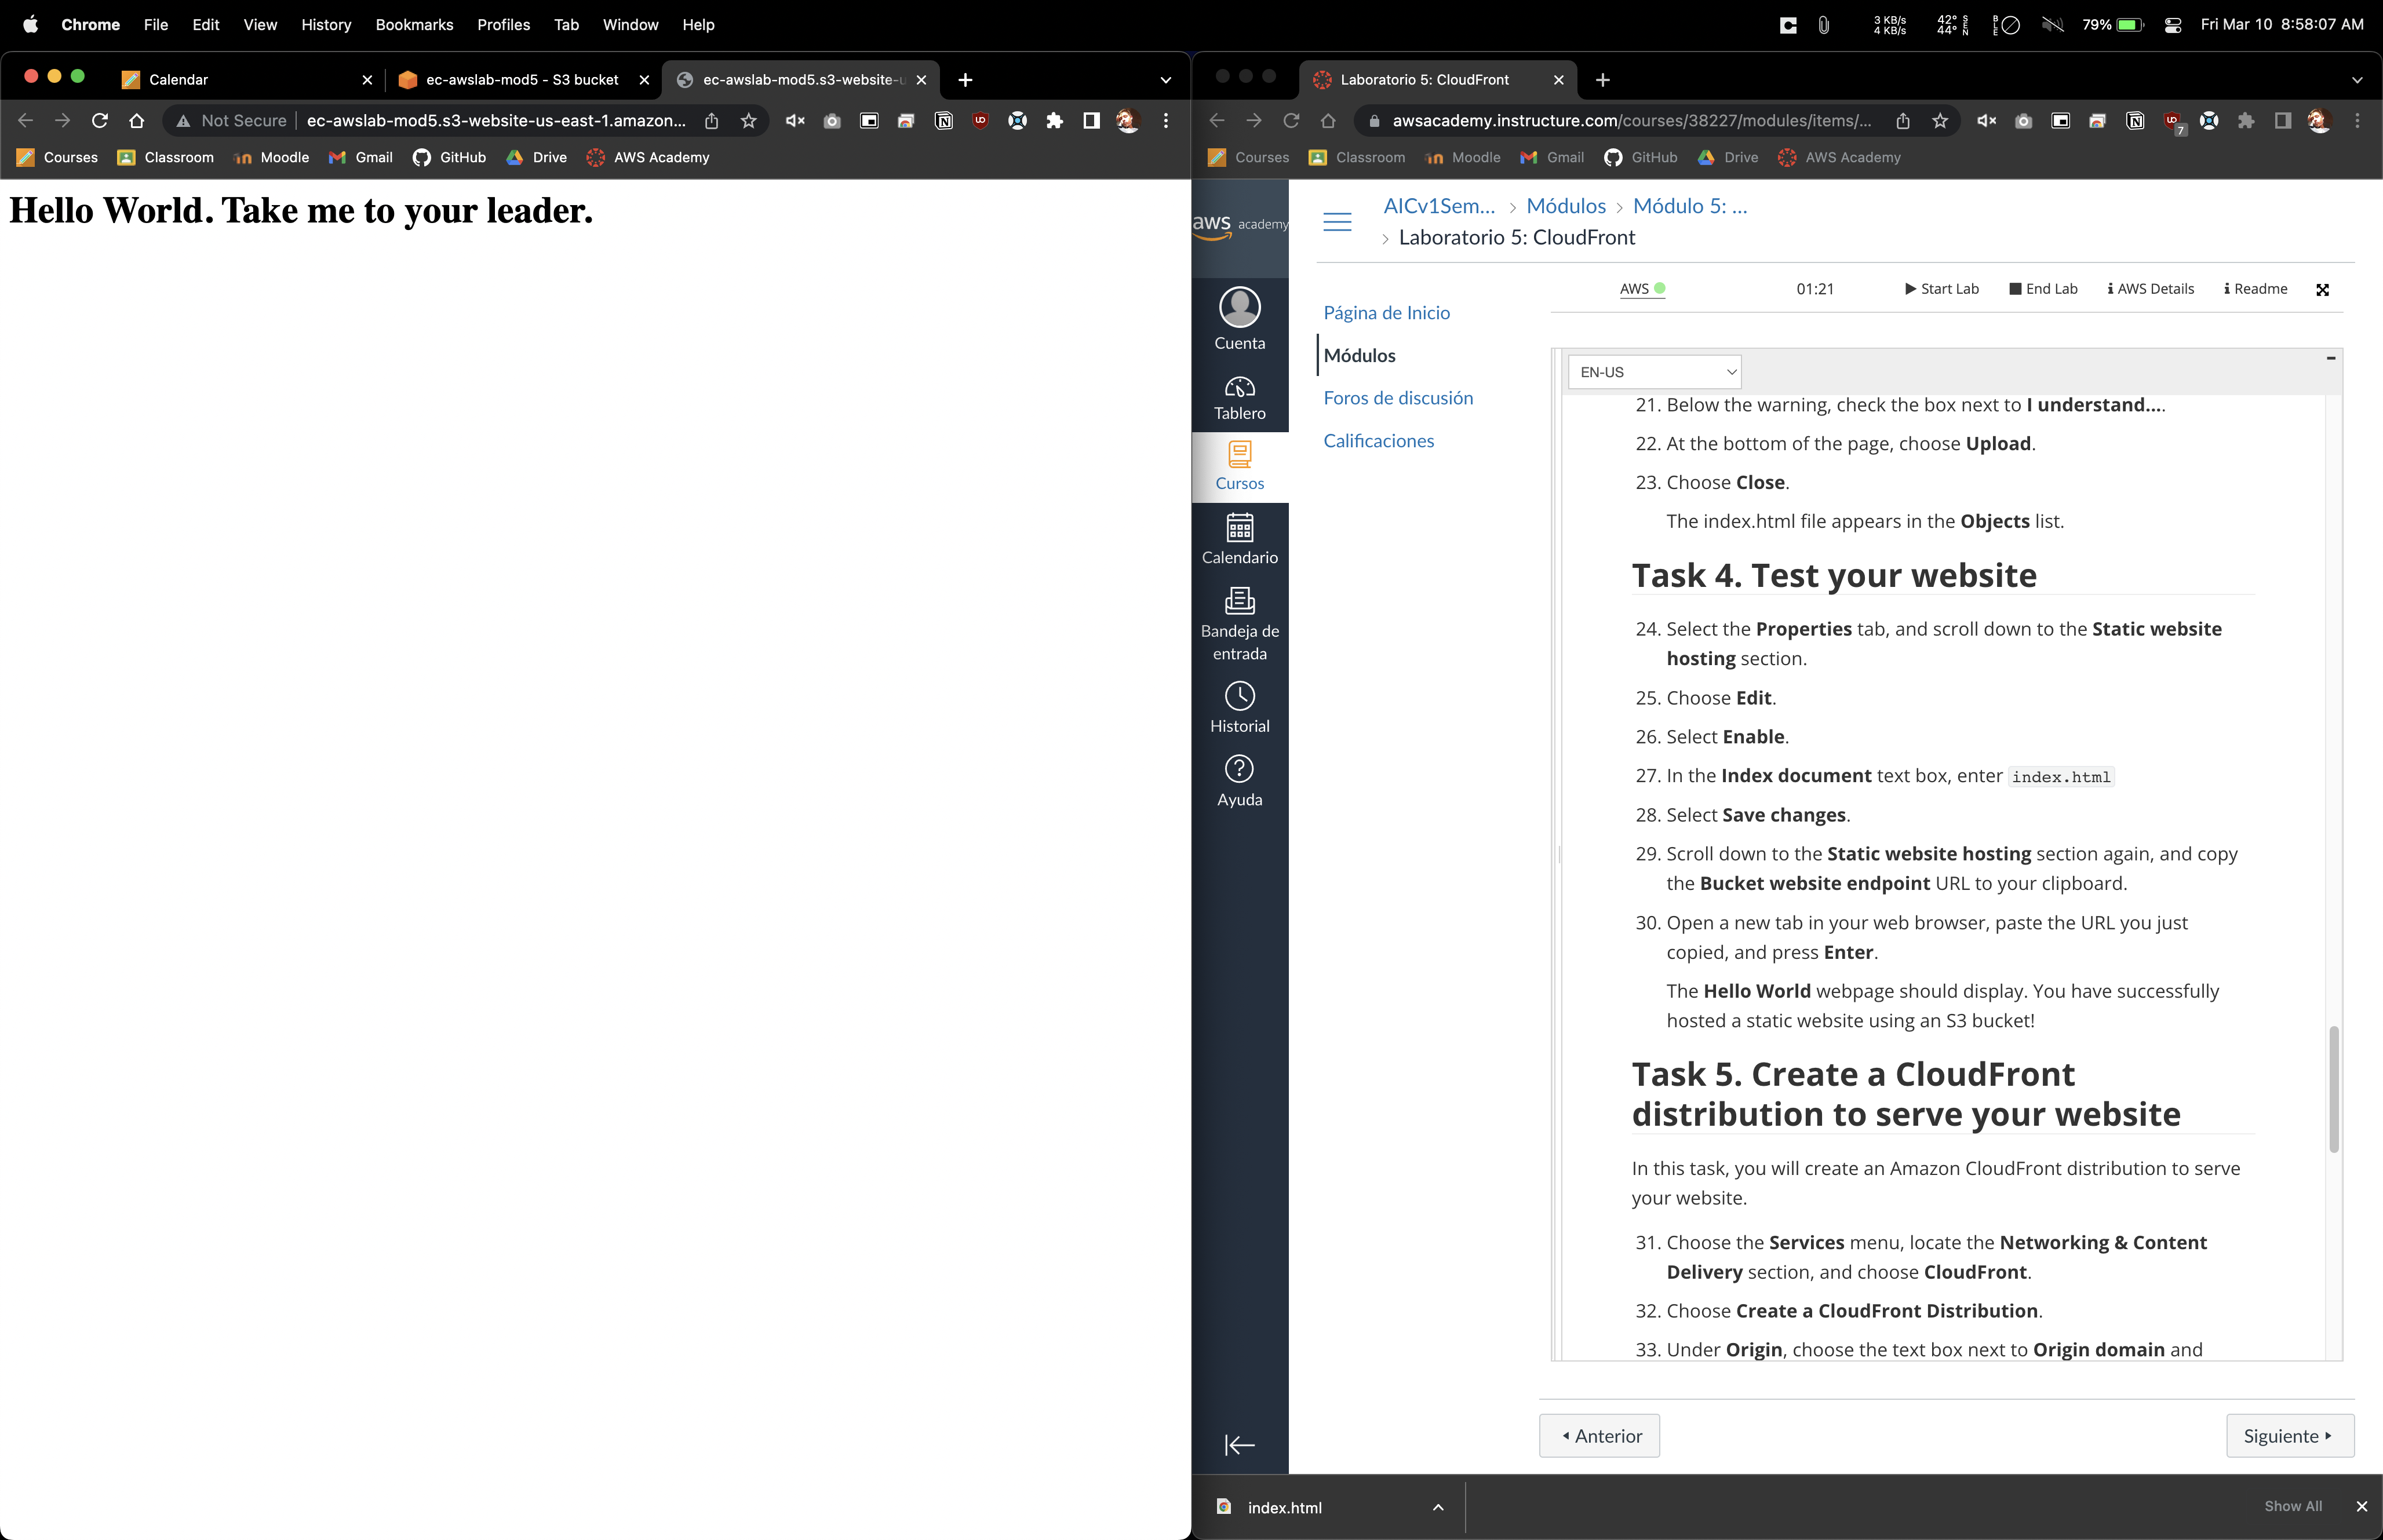 Chrome File Edit View History Bookmarks Profiles Tab Window Help
3 KB/s
4 KB/s
42° SEN
44°
BLE
79%
Fri Mar 10 8:58:07 AM
Calendar
ec-awslab-mod5 - S3 bucket
ec-awslab-mod5.s3-website-u
Not Secure
ec-awslab-mod5.s3-website-us-east-1.amazon...
Courses Classroom Moodle Gmail GitHub Drive AWS Academy
Hello World. Take me to your leader.
Laboratorio 5: CloudFront
awsacademy.instructure.com/courses/38227/modules/items/...
7
Courses Classroom Moodle Gmail GitHub Drive AWS Academy
aws academy
Cuenta
Tablero
Cursos
Calendario
Bandeja de
entrada
Historial
Ayuda
AICv1Sem... › Módulos › Módulo 5: ...
› Laboratorio 5: CloudFront
Página de Inicio
Módulos
Foros de discusión
Calificaciones
AWS 01:21 Start Lab End Lab AWS Details Readme
EN-US
21. Below the warning, check the box next to I understand....
22. At the bottom of the page, choose Upload.
23. Choose Close.
The index.html file appears in the Objects list.
Task 4. Test your website
24. Select the Properties tab, and scroll down to the Static website
hosting section.
25. Choose Edit.
26. Select Enable.
27. In the Index document text box, enter index.html
28. Select Save changes.
29. Scroll down to the Static website hosting section again, and copy
the Bucket website endpoint URL to your clipboard.
30. Open a new tab in your web browser, paste the URL you just
copied, and press Enter.
The Hello World webpage should display. You have successfully
hosted a static website using an S3 bucket!
Task 5. Create a CloudFront
distribution to serve your website
In this task, you will create an Amazon CloudFront distribution to serve
your website.
31. Choose the Services menu, locate the Networking & Content
Delivery section, and choose CloudFront.
32. Choose Create a CloudFront Distribution.
33. Under Origin, choose the text box next to Origin domain and
Anterior
Siguiente
index.html
Show All